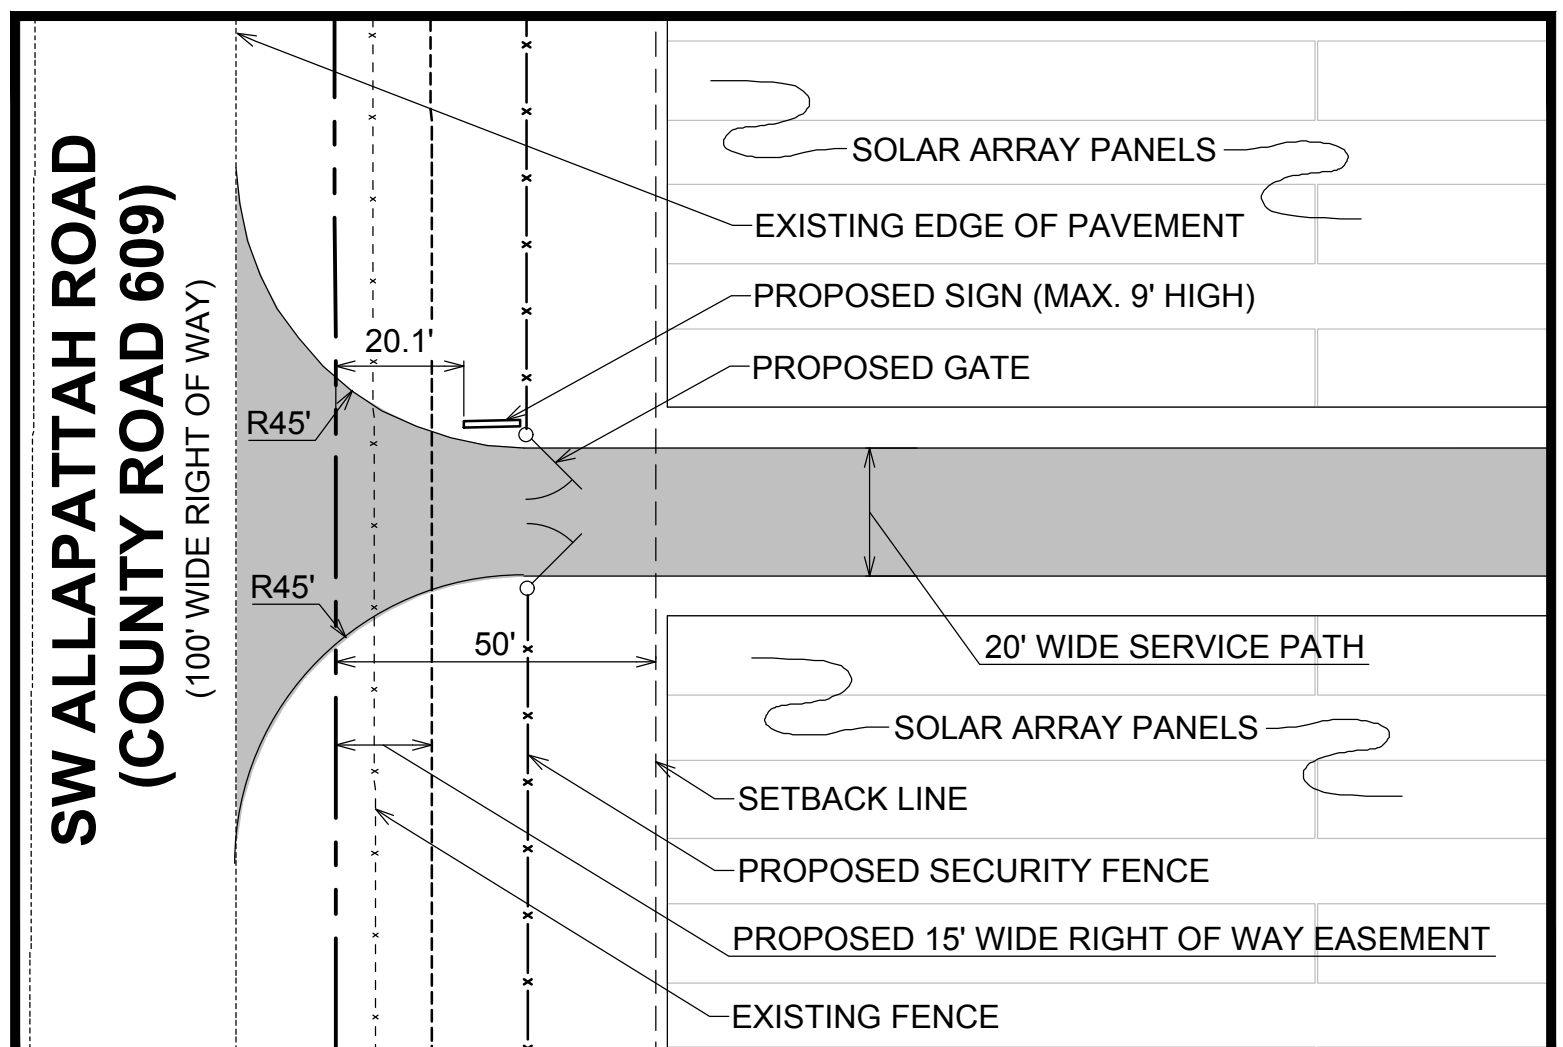 SW ALLAPATTAH ROAD
(COUNTY ROAD 609)
(100' WIDE RIGHT OF WAY)
SOLAR ARRAY PANELS
EXISTING EDGE OF PAVEMENT
PROPOSED SIGN (MAX. 9' HIGH)
20.1'
PROPOSED GATE
R45'
R45'
50'
20' WIDE SERVICE PATH
SOLAR ARRAY PANELS
SETBACK LINE
PROPOSED SECURITY FENCE
PROPOSED 15' WIDE RIGHT OF WAY EASEMENT
EXISTING FENCE